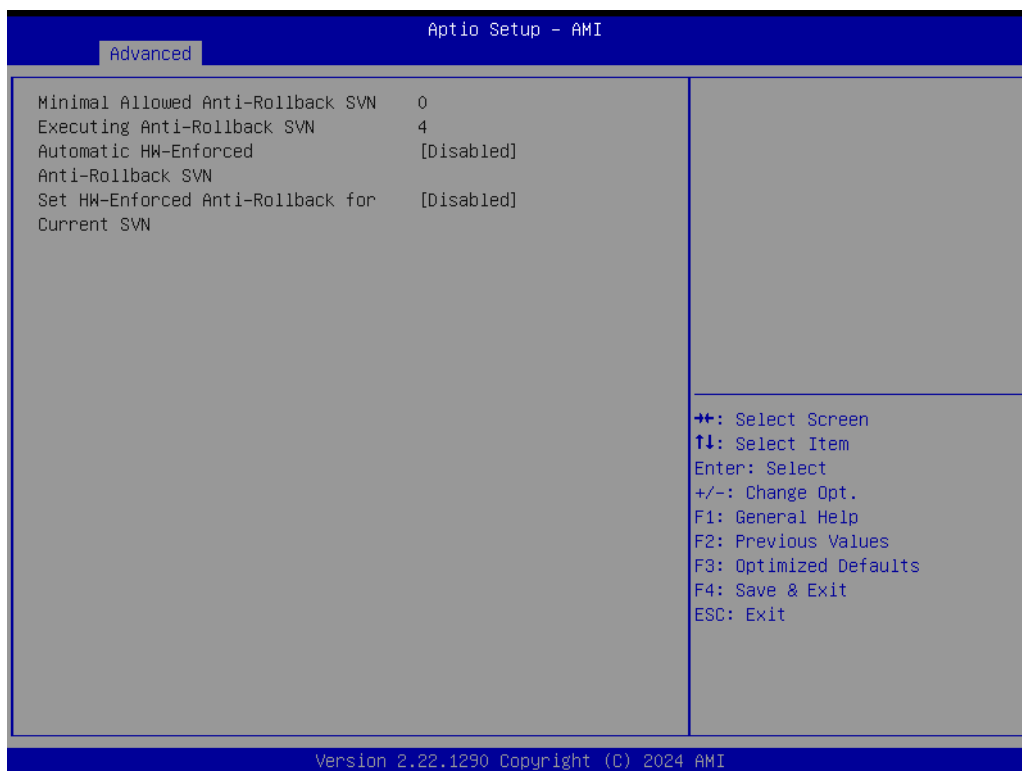 Aptio Setup – AMI
Advanced
Minimal Allowed Anti-Rollback SVN 0
Executing Anti-Rollback SVN 4
Automatic HW-Enforced [Disabled]
Anti-Rollback SVN
Set HW-Enforced Anti-Rollback for [Disabled]
Current SVN
→←: Select Screen
↑↓: Select Item
Enter: Select
+/-: Change Opt.
F1: General Help
F2: Previous Values
F3: Optimized Defaults
F4: Save & Exit
ESC: Exit
Version 2.22.1290 Copyright (C) 2024 AMI